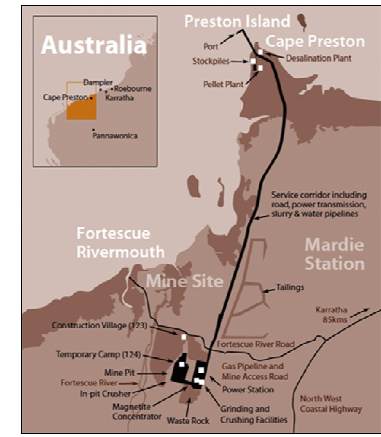 Preston Island
Australia
Port
Cape Preston
Stockpiles
Desalination Plant
Pellet Plant
Dampier
Roebourne
Cape Preston
Karratha
Pannawonica
Service corridor including
road, power transmission,
slurry & water pipelines
Fortescue
Rivermouth
Mardie
Station
Mine Site
Tailings
Karratha
85kms
Construction Village (123)
Fortescue River Road
Temporary Camp (124)
Gas Pipeline and
Mine Access Road
Mine Pit
Fortescue River
Power Station
In-pit Crusher
North West
Coastal Highway
Magnetite
Concentrator
Grinding and
Crushing Facilities
Waste Rock